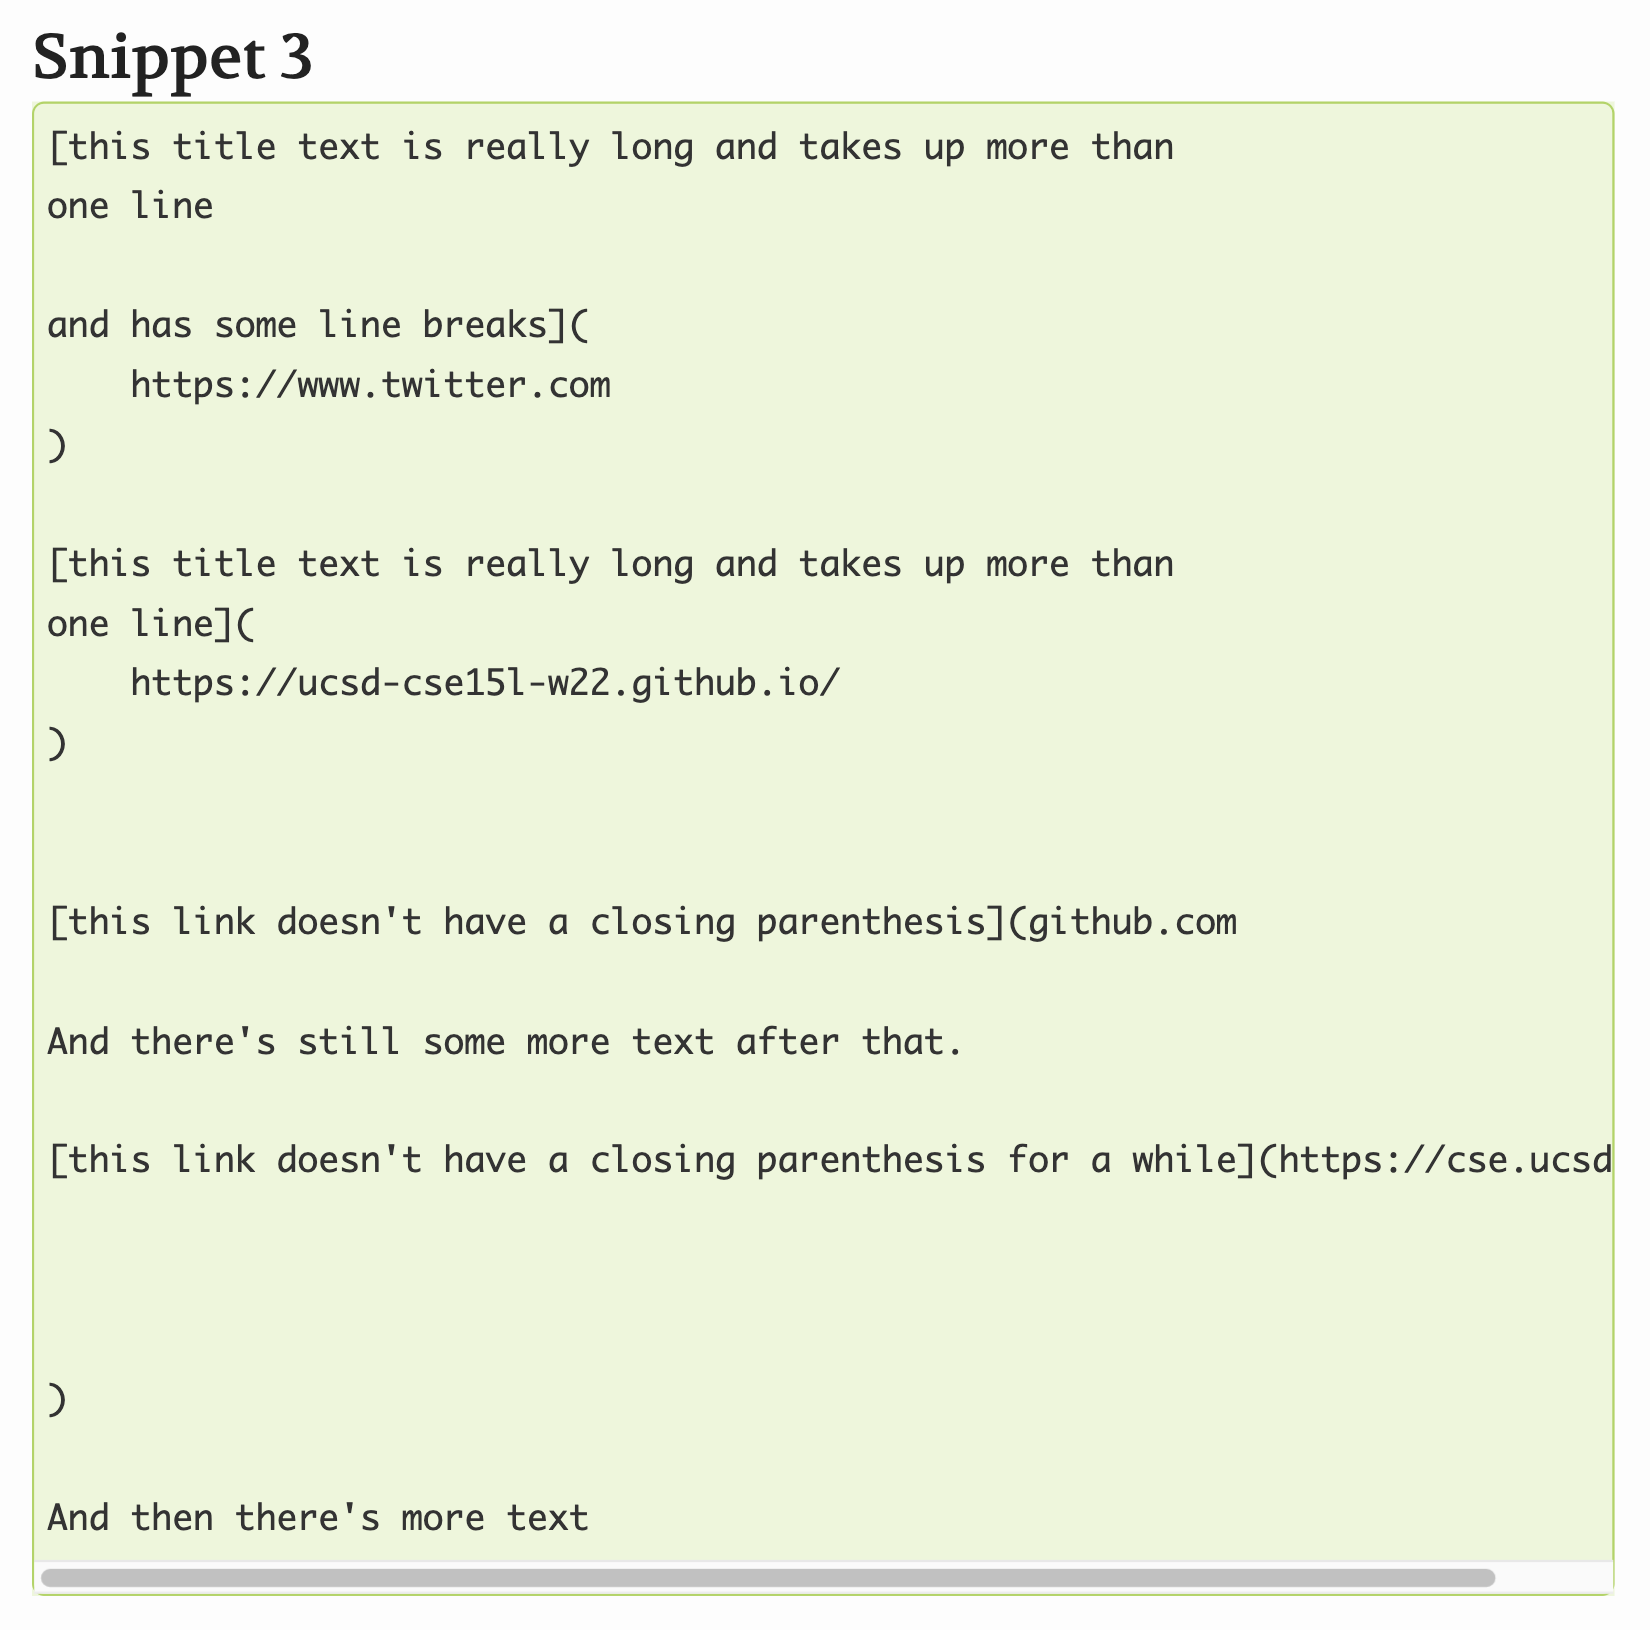 Snippet 3
[this title text is really long and takes up more than
one line
and has some line breaks](
https://www.twitter.com
)
[this title text is really long and takes up more than
one line](
https://ucsd-cse15l-w22.github.io/
)
[this link doesn't have a closing parenthesis](github.com
And there's still some more text after that.
[this link doesn't have a closing parenthesis for a while](https://cse.ucsd
)
And then there's more text